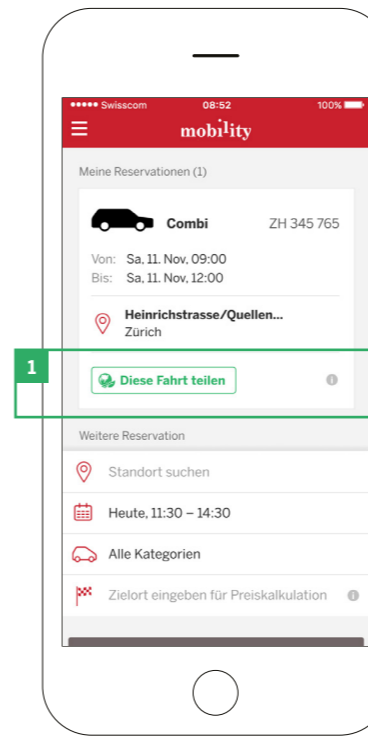 Swisscom 08:52 100%
mobility
Meine Reservationen (1)
Combi ZH 345 765
Von: Sa, 11. Nov, 09:00
Bis: Sa, 11. Nov, 12:00
Heinrichstrasse/Quellen...
Zürich
1
Diese Fahrt teilen
Weitere Reservation
Standort suchen
Heute, 11:30 – 14:30
Alle Kategorien
Zielort eingeben für Preiskalkulation